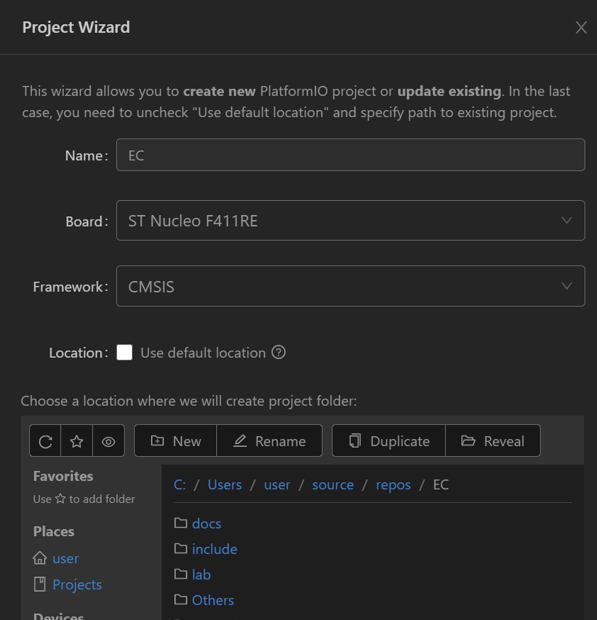 Project Wizard
This wizard allows you to create new PlatformIO project or update existing. In the last
case, you need to uncheck "Use default location" and specify path to existing project.
Name: EC
Board: ST Nucleo F411RE
Framework: CMSIS
Location: Use default location
Choose a location where we will create project folder:
New Rename Duplicate Reveal
Favorites
Use ☆ to add folder
Places
user
Projects
Devices
C: / Users / user / source / repos / EC
docs
include
lab
Others